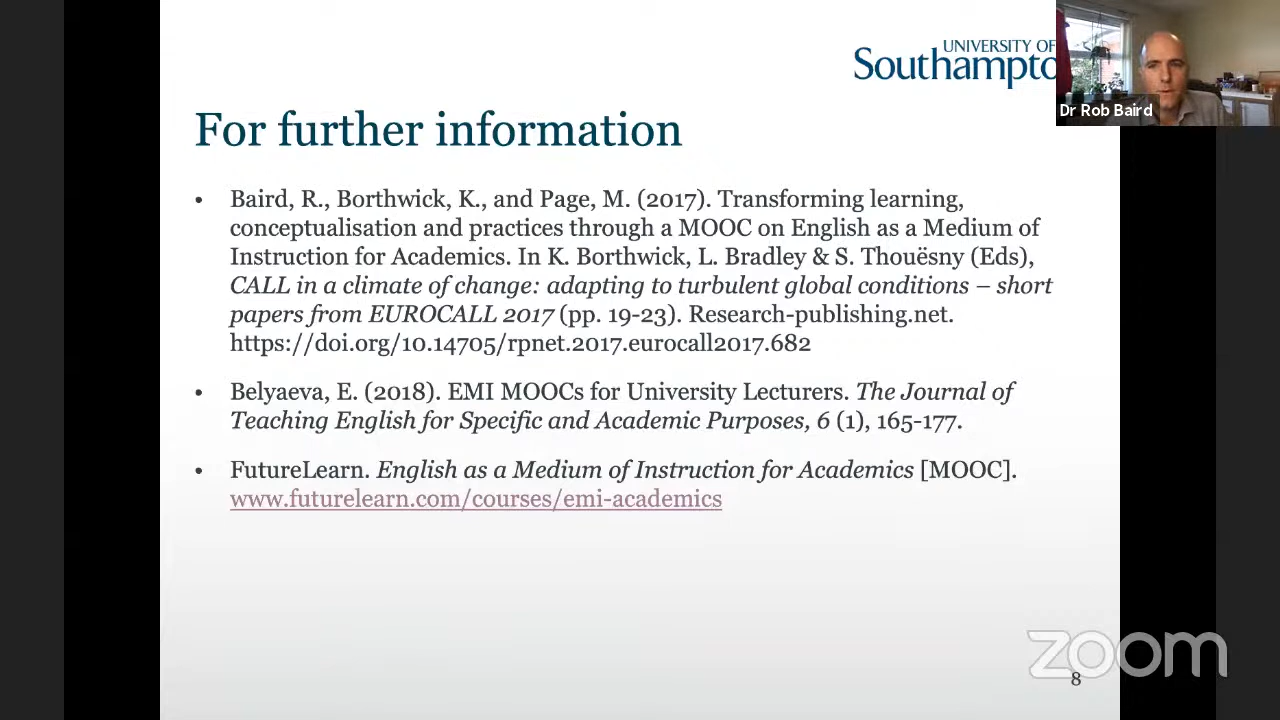 UNIVERSITY OF
Southampto
Dr Rob Baird
For further information
• Baird, R., Borthwick, K., and Page, M. (2017). Transforming learning,
conceptualisation and practices through a MOOC on English as a Medium of
Instruction for Academics. In K. Borthwick, L. Bradley & S. Thouësny (Eds),
CALL in a climate of change: adapting to turbulent global conditions – short
papers from EUROCALL 2017 (pp. 19-23). Research-publishing.net.
https://doi.org/10.14705/rpnet.2017.eurocall2017.682
• Belyaeva, E. (2018). EMI MOOCs for University Lecturers. The Journal of
Teaching English for Specific and Academic Purposes, 6 (1), 165-177.
• FutureLearn. English as a Medium of Instruction for Academics [MOOC].
www.futurelearn.com/courses/emi-academics
zoom
8